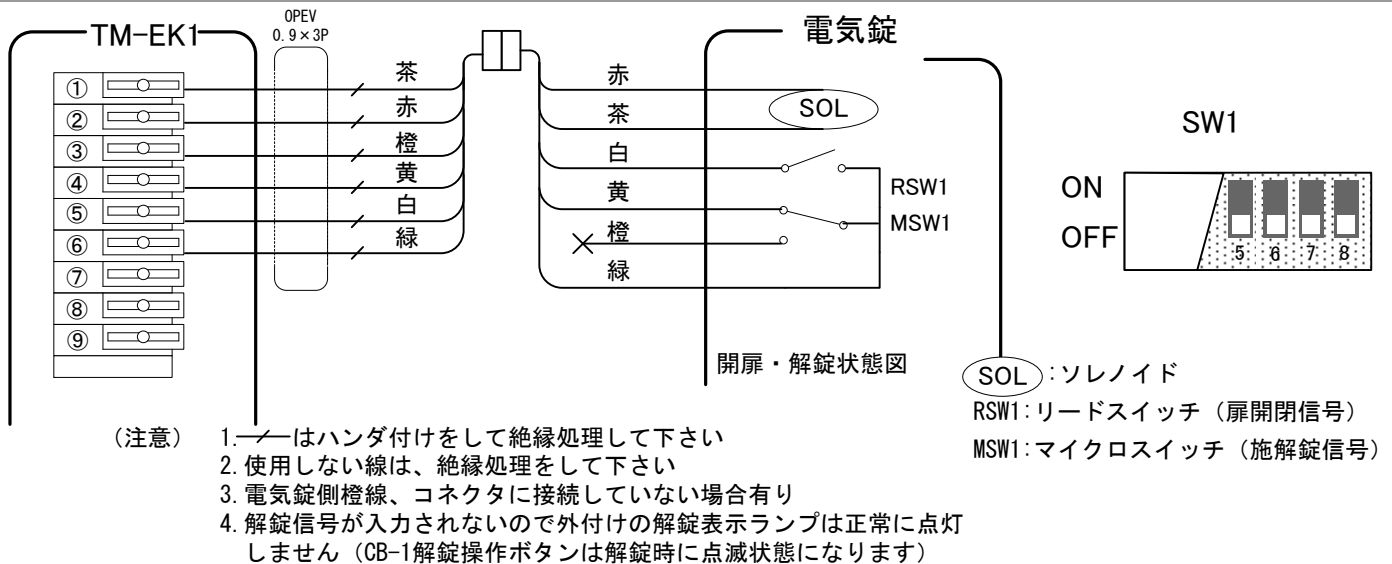 TM-EK1
OPEV
0.9×3P
電気錠
①
②
③
④
⑤
⑥
⑦
⑧
⑨
茶
赤
橙
黄
白
緑
赤
茶
白
黄
橙
緑
SOL
RSW1
MSW1
開扉・解錠状態図
SW1
ON
OFF
5 6 7 8
SOL:ソレノイド
RSW1:リードスイッチ（扉開閉信号）
MSW1:マイクロスイッチ（施解錠信号）
（注意） 1. はハンダ付けをして絶縁処理して下さい
2.使用しない線は、絶縁処理をして下さい
3.電気錠側橙線、コネクタに接続していない場合有り
4.解錠信号が入力されないので外付けの解錠表示ランプは正常に点灯
しません（CB-1解錠操作ボタンは解錠時に点滅状態になります）